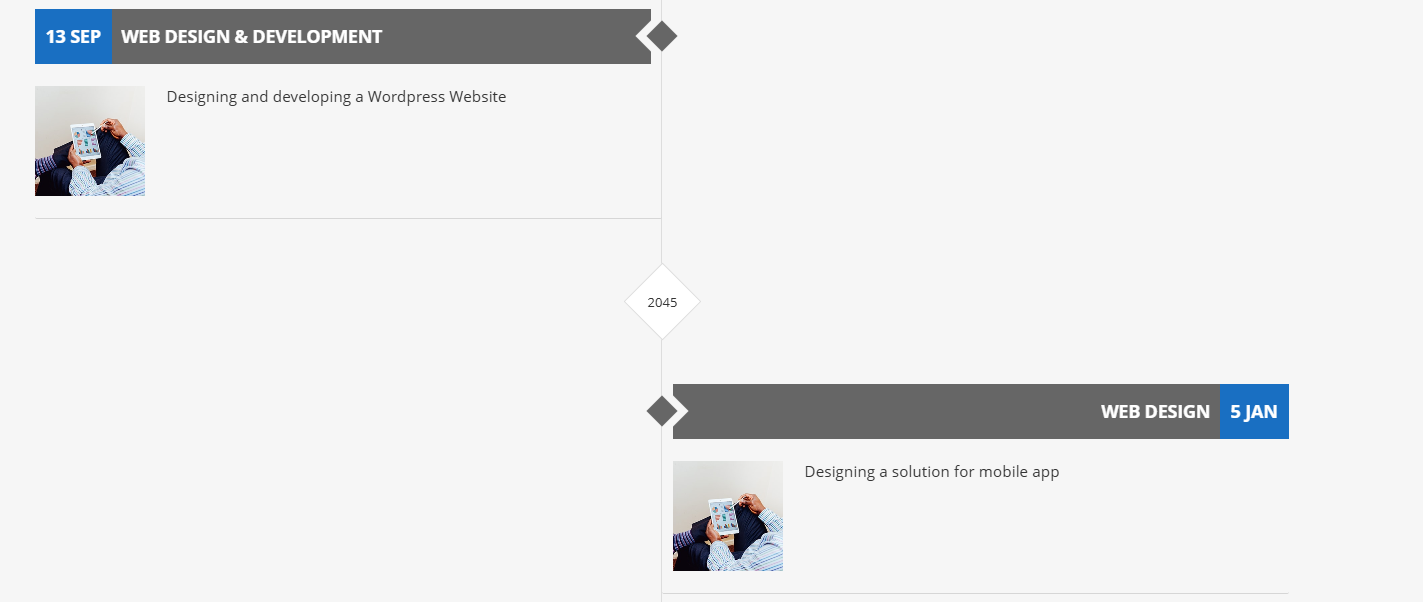 13 SEP WEB DESIGN & DEVELOPMENT
Designing and developing a Wordpress Website
2045
WEB DESIGN 5 JAN
Designing a solution for mobile app